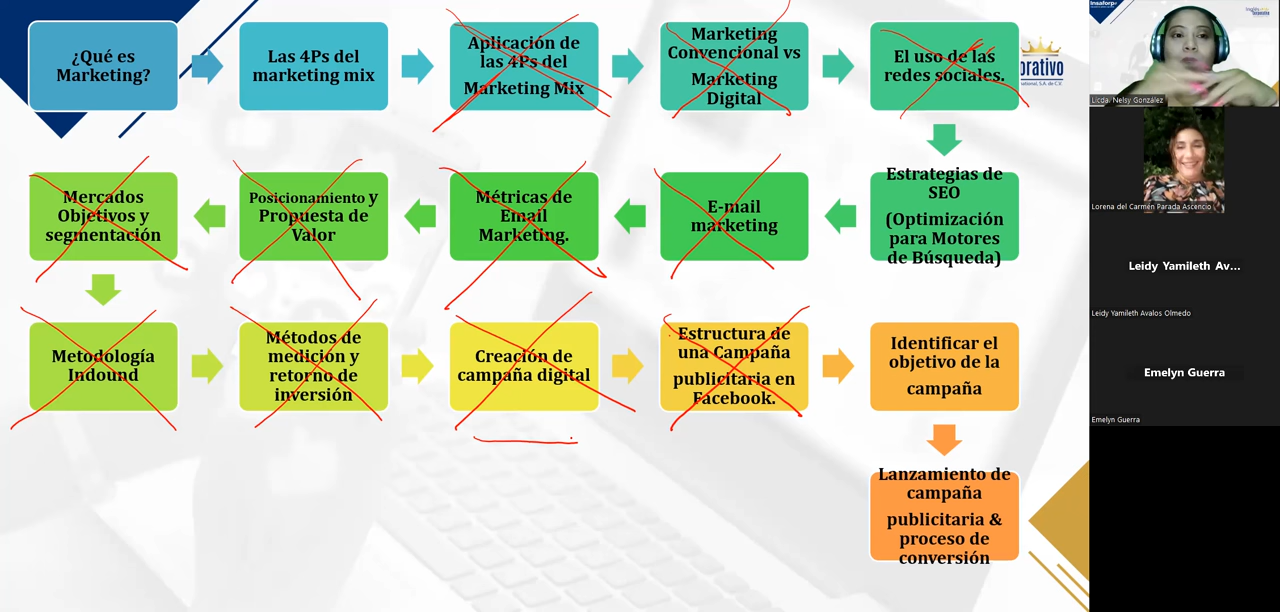 ¿Qué es
Marketing?
Las 4Ps del
marketing mix
Aplicación de
las 4Ps del
Marketing Mix
Marketing
Convencional vs
Marketing
Digital
El uso de las
redes sociales.
orativo
Insaforp
Licda. Nelsy González
Mercados
Objetivos y
segmentación
Posicionamiento y
Propuesta de
Valor
Métricas de
Email
Marketing.
E-mail
marketing
Estrategias de
SEO
(Optimización
para Motores
de Búsqueda)
Lorena del Carmen Parada Ascencio
Leidy Yamileth Av...
Leidy Yamileth Avalos Olmedo
Metodología
Indound
Métodos de
medición y
retorno de
inversión
Creación de
campaña digital
Estructura de
una Campaña
publicitaria en
Facebook.
Identificar el
objetivo de la
campaña
Emelyn Guerra
Emelyn Guerra
Lanzamiento de
campaña
publicitaria &
proceso de
conversión